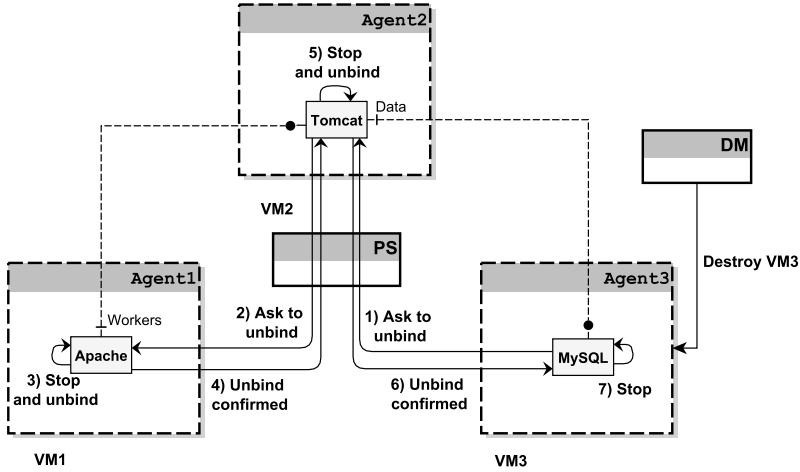 Agent2
5) Stop
and unbind
Data
Tomcat
DM
VM2
PS
Destroy VM3
Agent1
Agent3
Workers
2) Ask to
unbind
1) Ask to
unbind
Apache
MySQL
3) Stop
and unbind
4) Unbind
confirmed
6) Unbind
confirmed
7) Stop
VM1
VM3